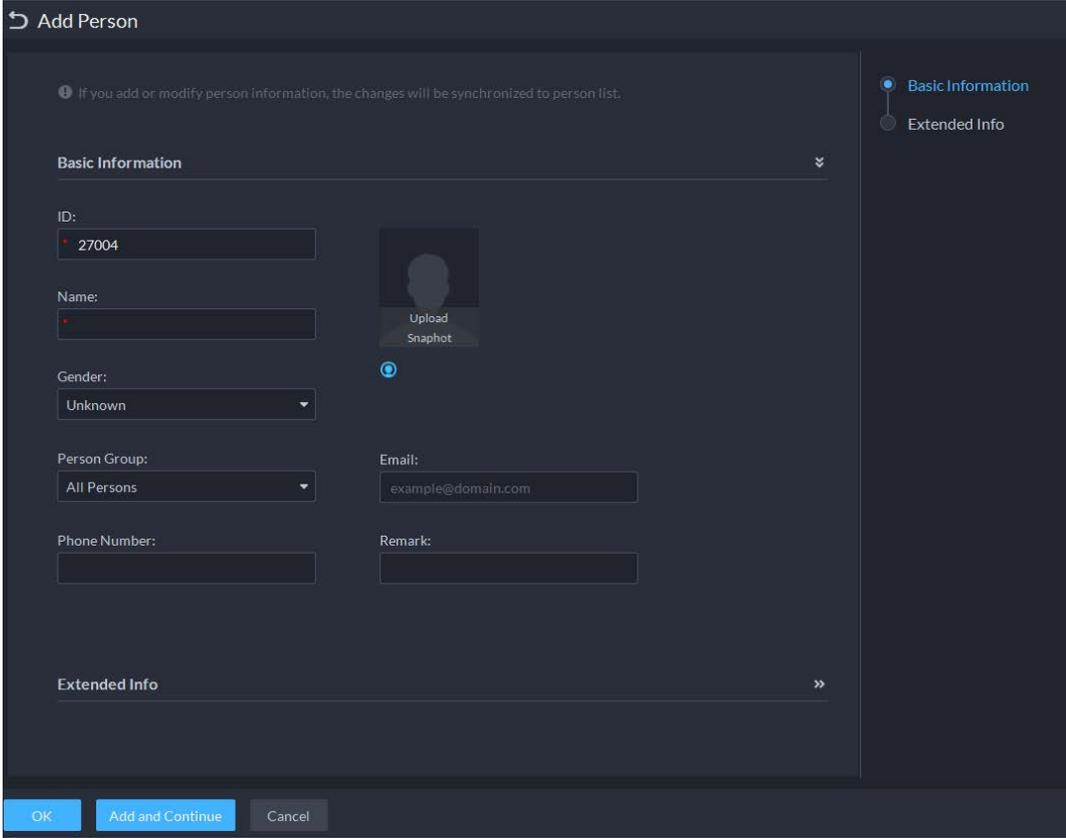 Add Person
If you add or modify person information, the changes will be synchronized to person list.
Basic Information
Extended Info
Basic Information
ID:
* 27004
Upload
Snaphot
Name:
*
Gender:
Unknown
Person Group:
All Persons
Email:
example@domain.com
Phone Number:
Remark:
Extended Info
OK
Add and Continue
Cancel